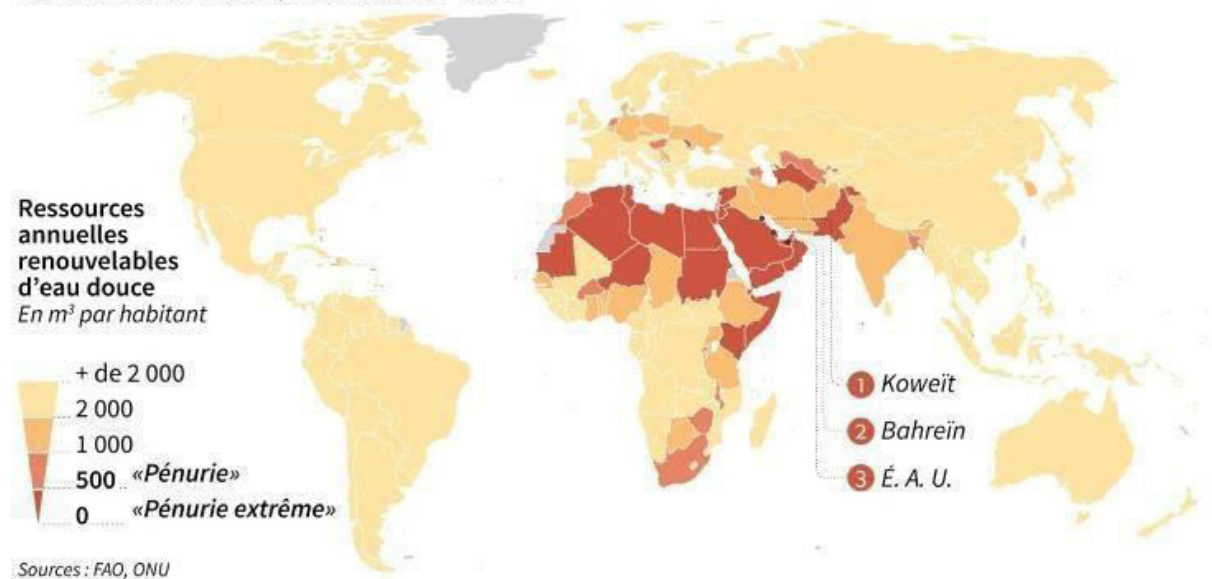 Ressources
annuelles
renouvelables
d'eau douce
En m³ par habitant
+ de 2 000
2 000
1 000
500 «Pénurie»
0 «Pénurie extrême»
1 Koweït
2 Bahreïn
3 É. A. U.
Sources : FAO, ONU